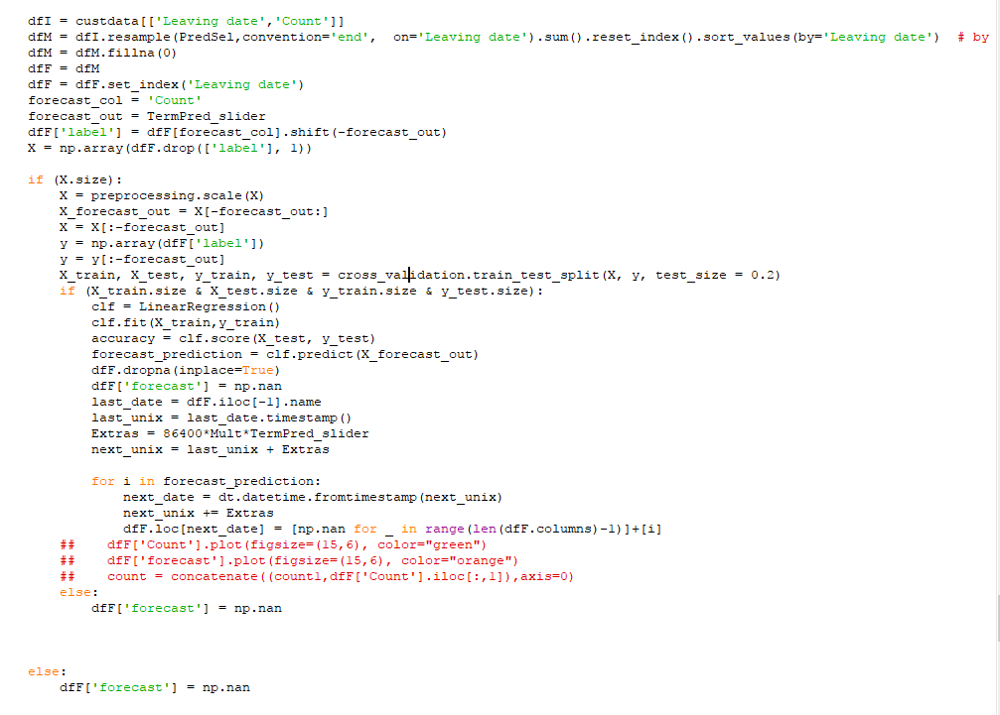 dfI = custdata[['Leaving date','Count']]
dfM = dfI.resample(PredSel,convention='end',  on='Leaving date').sum().reset_index().sort_values(by='Leaving date')  # by
dfM = dfM.fillna(0)
dfF = dfM
dfF = dfF.set_index('Leaving date')
forecast_col = 'Count'
forecast_out = TermPred_slider
dfF['label'] = dfF[forecast_col].shift(-forecast_out)
X = np.array(dfF.drop(['label'], 1))
if (X.size):
    X = preprocessing.scale(X)
    X_forecast_out = X[-forecast_out:]
    X = X[:-forecast_out]
    y = np.array(dfF['label'])
    y = y[:-forecast_out]
    X_train, X_test, y_train, y_test = cross_validation.train_test_split(X, y, test_size = 0.2)
    if (X_train.size & X_test.size & y_train.size & y_test.size):
        clf = LinearRegression()
        clf.fit(X_train,y_train)
        accuracy = clf.score(X_test, y_test)
        forecast_prediction = clf.predict(X_forecast_out)
        dfF.dropna(inplace=True)
        dfF['forecast'] = np.nan
        last_date = dfF.iloc[-1].name
        last_unix = last_date.timestamp()
        Extras = 86400*Mult*TermPred_slider
        next_unix = last_unix + Extras
        for i in forecast_prediction:
            next_date = dt.datetime.fromtimestamp(next_unix)
            next_unix += Extras
            dfF.loc[next_date] = [np.nan for _ in range(len(dfF.columns)-1)]+[i]
    ##    dfF['Count'].plot(figsize=(15,6), color="green")
    ##    dfF['forecast'].plot(figsize=(15,6), color="orange")
    ##    count = concatenate((count1,dfF['Count'].iloc[:,1]),axis=0)
    else:
        dfF['forecast'] = np.nan
else:
    dfF['forecast'] = np.nan